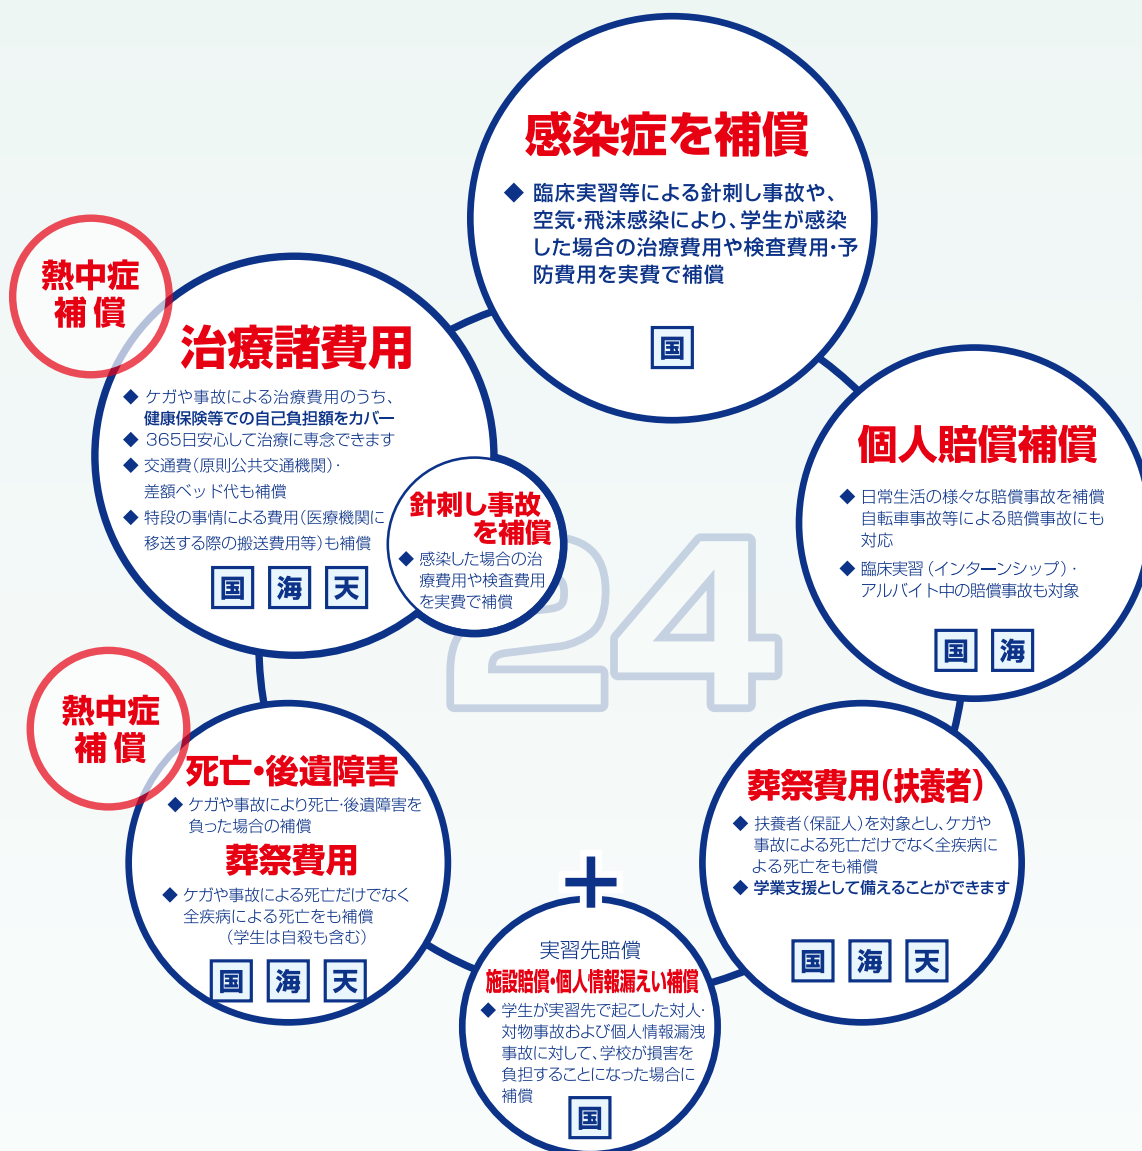 感染症を補償
◆ 臨床実習等による針刺し事故や、
空気・飛沫感染により、学生が感染
した場合の治療費用や検査費用・予
防費用を実費で補償
国
熱中症
補償
治療諸費用
◆ ケガや事故による治療費用のうち、
健康保険等での自己負担額をカバー
◆ 365日安心して治療に専念できます
◆ 交通費(原則公共交通機関)・
差額ベッド代も補償
◆ 特段の事情による費用(医療機関に
移送する際の搬送費用等)も補償
国 海 天
針刺し事故
を補償
◆ 感染した場合の治
療費用や検査費用
を実費で補償
個人賠償補償
◆ 日常生活の様々な賠償事故を補償
自転車事故等による賠償事故にも
対応
◆ 臨床実習(インターンシップ)・
アルバイト中の賠償事故も対象
国 海
24
熱中症
補償
死亡・後遺障害
◆ ケガや事故により死亡・後遺障害を
負った場合の補償
葬祭費用
◆ ケガや事故による死亡だけでなく
全疾病による死亡をも補償
(学生は自殺も含む)
国 海 天
葬祭費用(扶養者)
◆ 扶養者(保証人)を対象とし、ケガや
事故による死亡だけでなく全疾病に
よる死亡をも補償
◆ 学業支援として備えることができます
国 海 天
+
実習先賠償
施設賠償・個人情報漏えい補償
◆ 学生が実習先で起こした対人・
対物事故および個人情報漏洩
事故に対して、学校が損害を
負担することになった場合に
補償
国